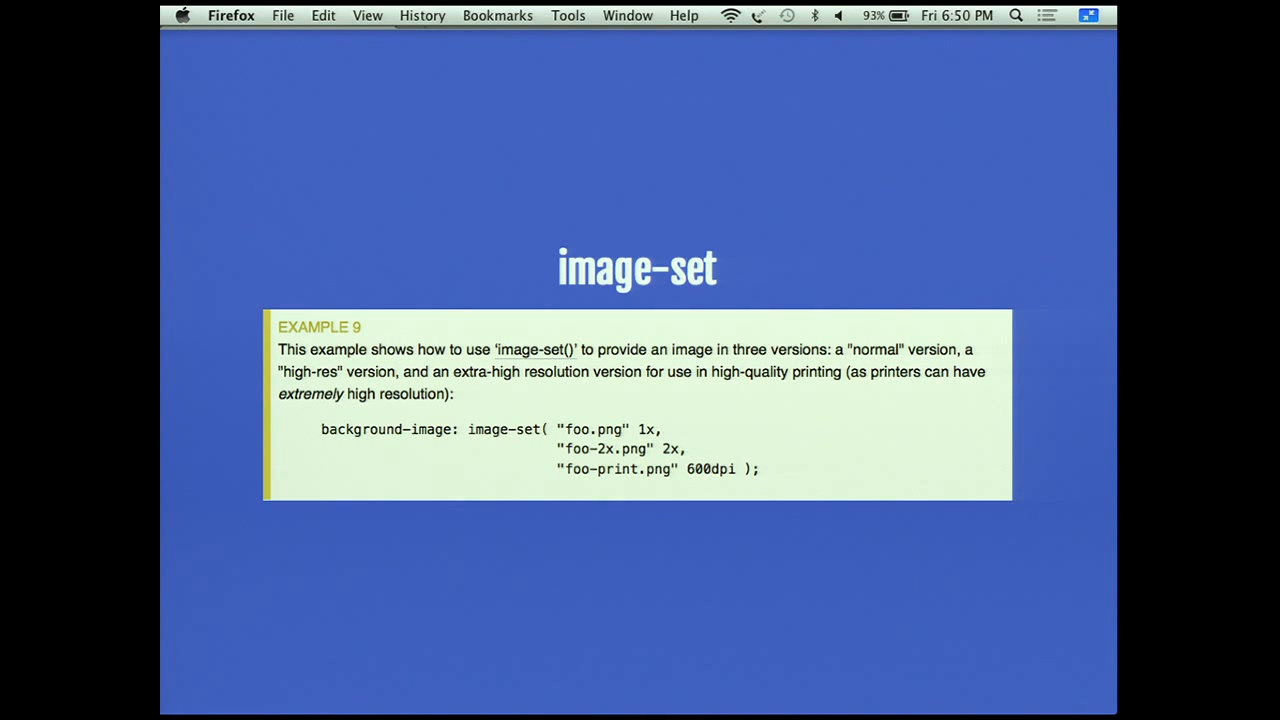 Firefox File Edit View History Bookmarks Tools Window Help 93% Fri 6:50 PM
image-set
EXAMPLE 9
This example shows how to use ‘image-set()’ to provide an image in three versions: a "normal" version, a
"high-res" version, and an extra-high resolution version for use in high-quality printing (as printers can have
extremely high resolution):
background-image: image-set( "foo.png" 1x,
"foo-2x.png" 2x,
"foo-print.png" 600dpi );